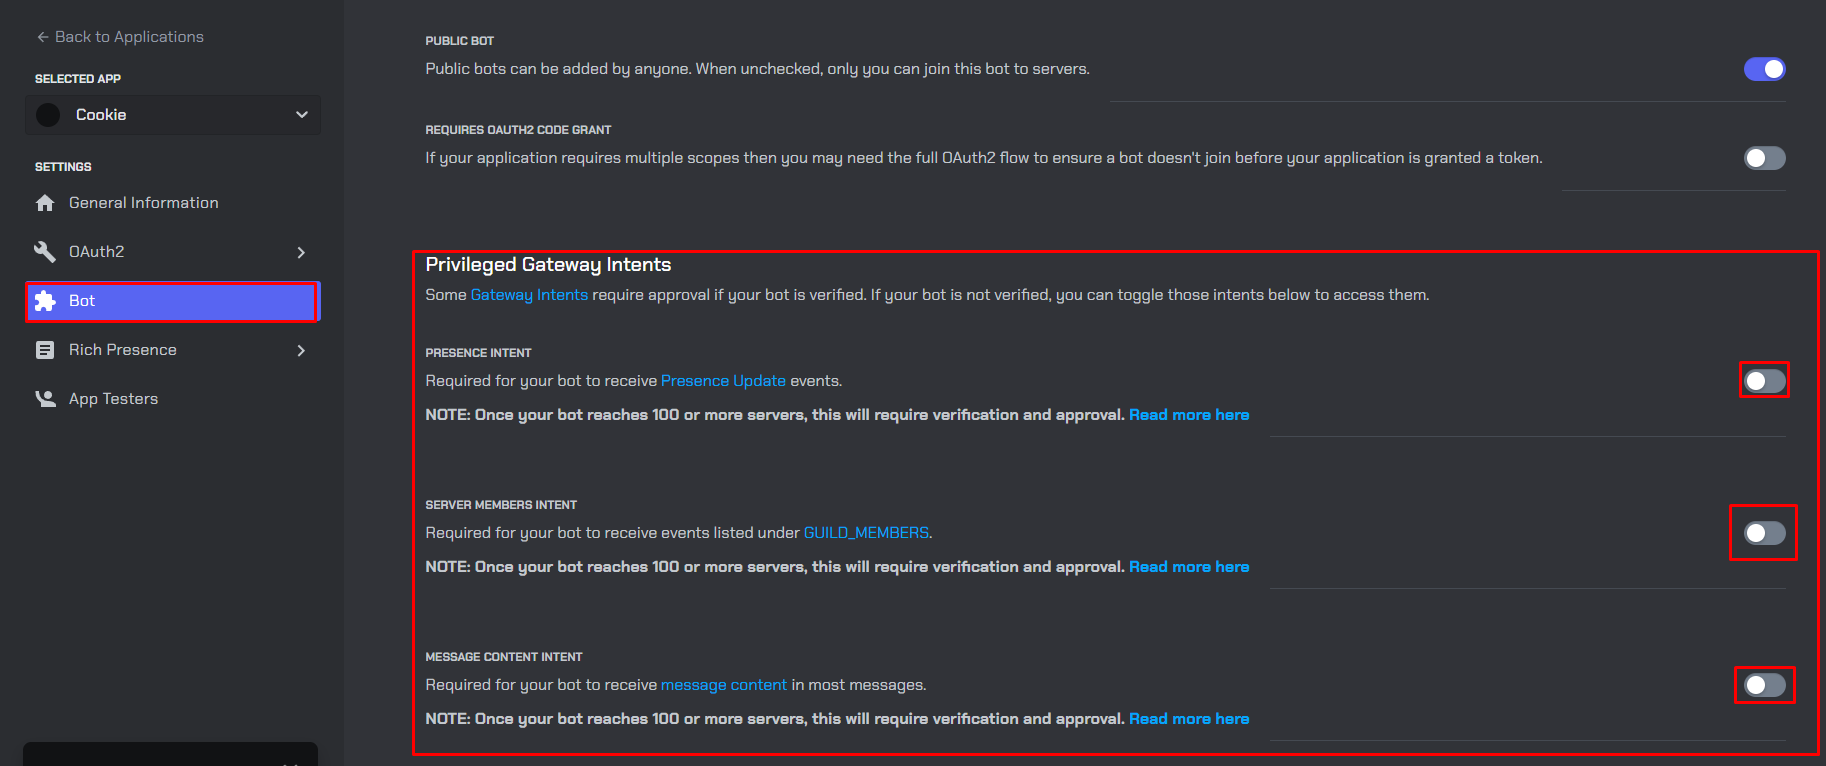 ← Back to Applications
SELECTED APP
Cookie
SETTINGS
General Information
OAuth2
Bot
Rich Presence
App Testers
PUBLIC BOT
Public bots can be added by anyone. When unchecked, only you can join this bot to servers.
REQUIRES OAUTH2 CODE GRANT
If your application requires multiple scopes then you may need the full OAuth2 flow to ensure a bot doesn't join before your application is granted a token.
Privileged Gateway Intents
Some Gateway Intents require approval if your bot is verified. If your bot is not verified, you can toggle those intents below to access them.
PRESENCE INTENT
Required for your bot to receive Presence Update events.
NOTE: Once your bot reaches 100 or more servers, this will require verification and approval. Read more here
SERVER MEMBERS INTENT
Required for your bot to receive events listed under GUILD_MEMBERS.
NOTE: Once your bot reaches 100 or more servers, this will require verification and approval. Read more here
MESSAGE CONTENT INTENT
Required for your bot to receive message content in most messages.
NOTE: Once your bot reaches 100 or more servers, this will require verification and approval. Read more here